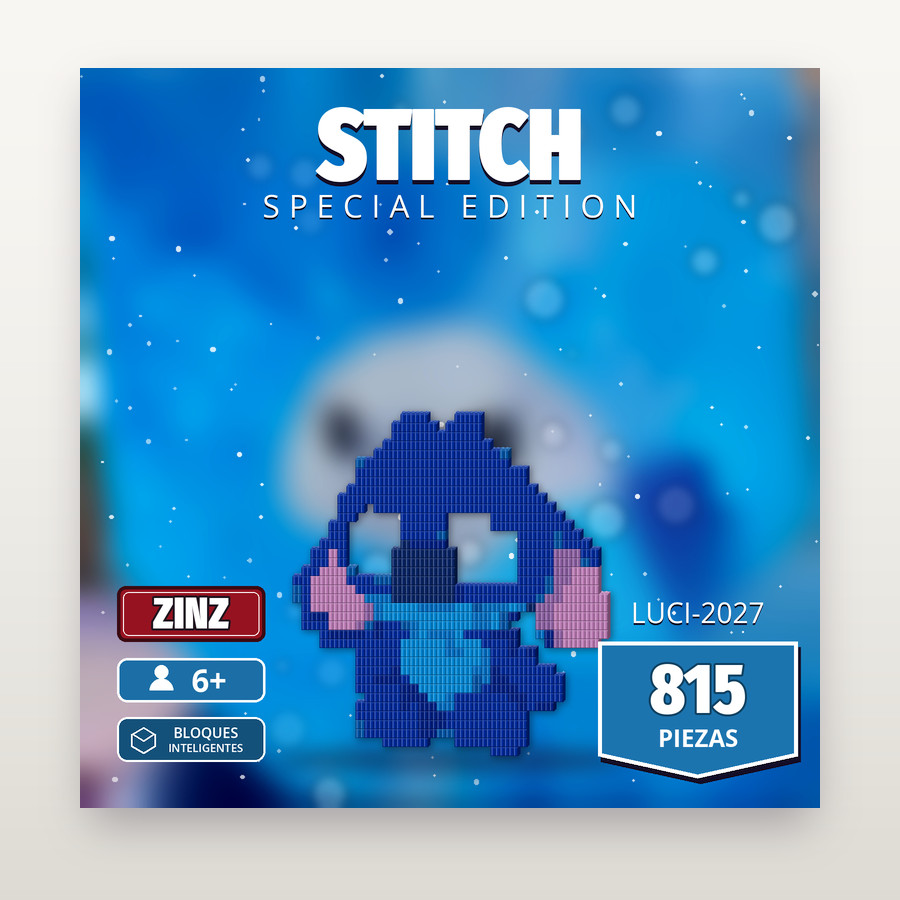 STITCH
SPECIAL EDITION
ZINZ
6+
BLOQUES
INTELIGENTES
LUCI-2027
815
PIEZAS